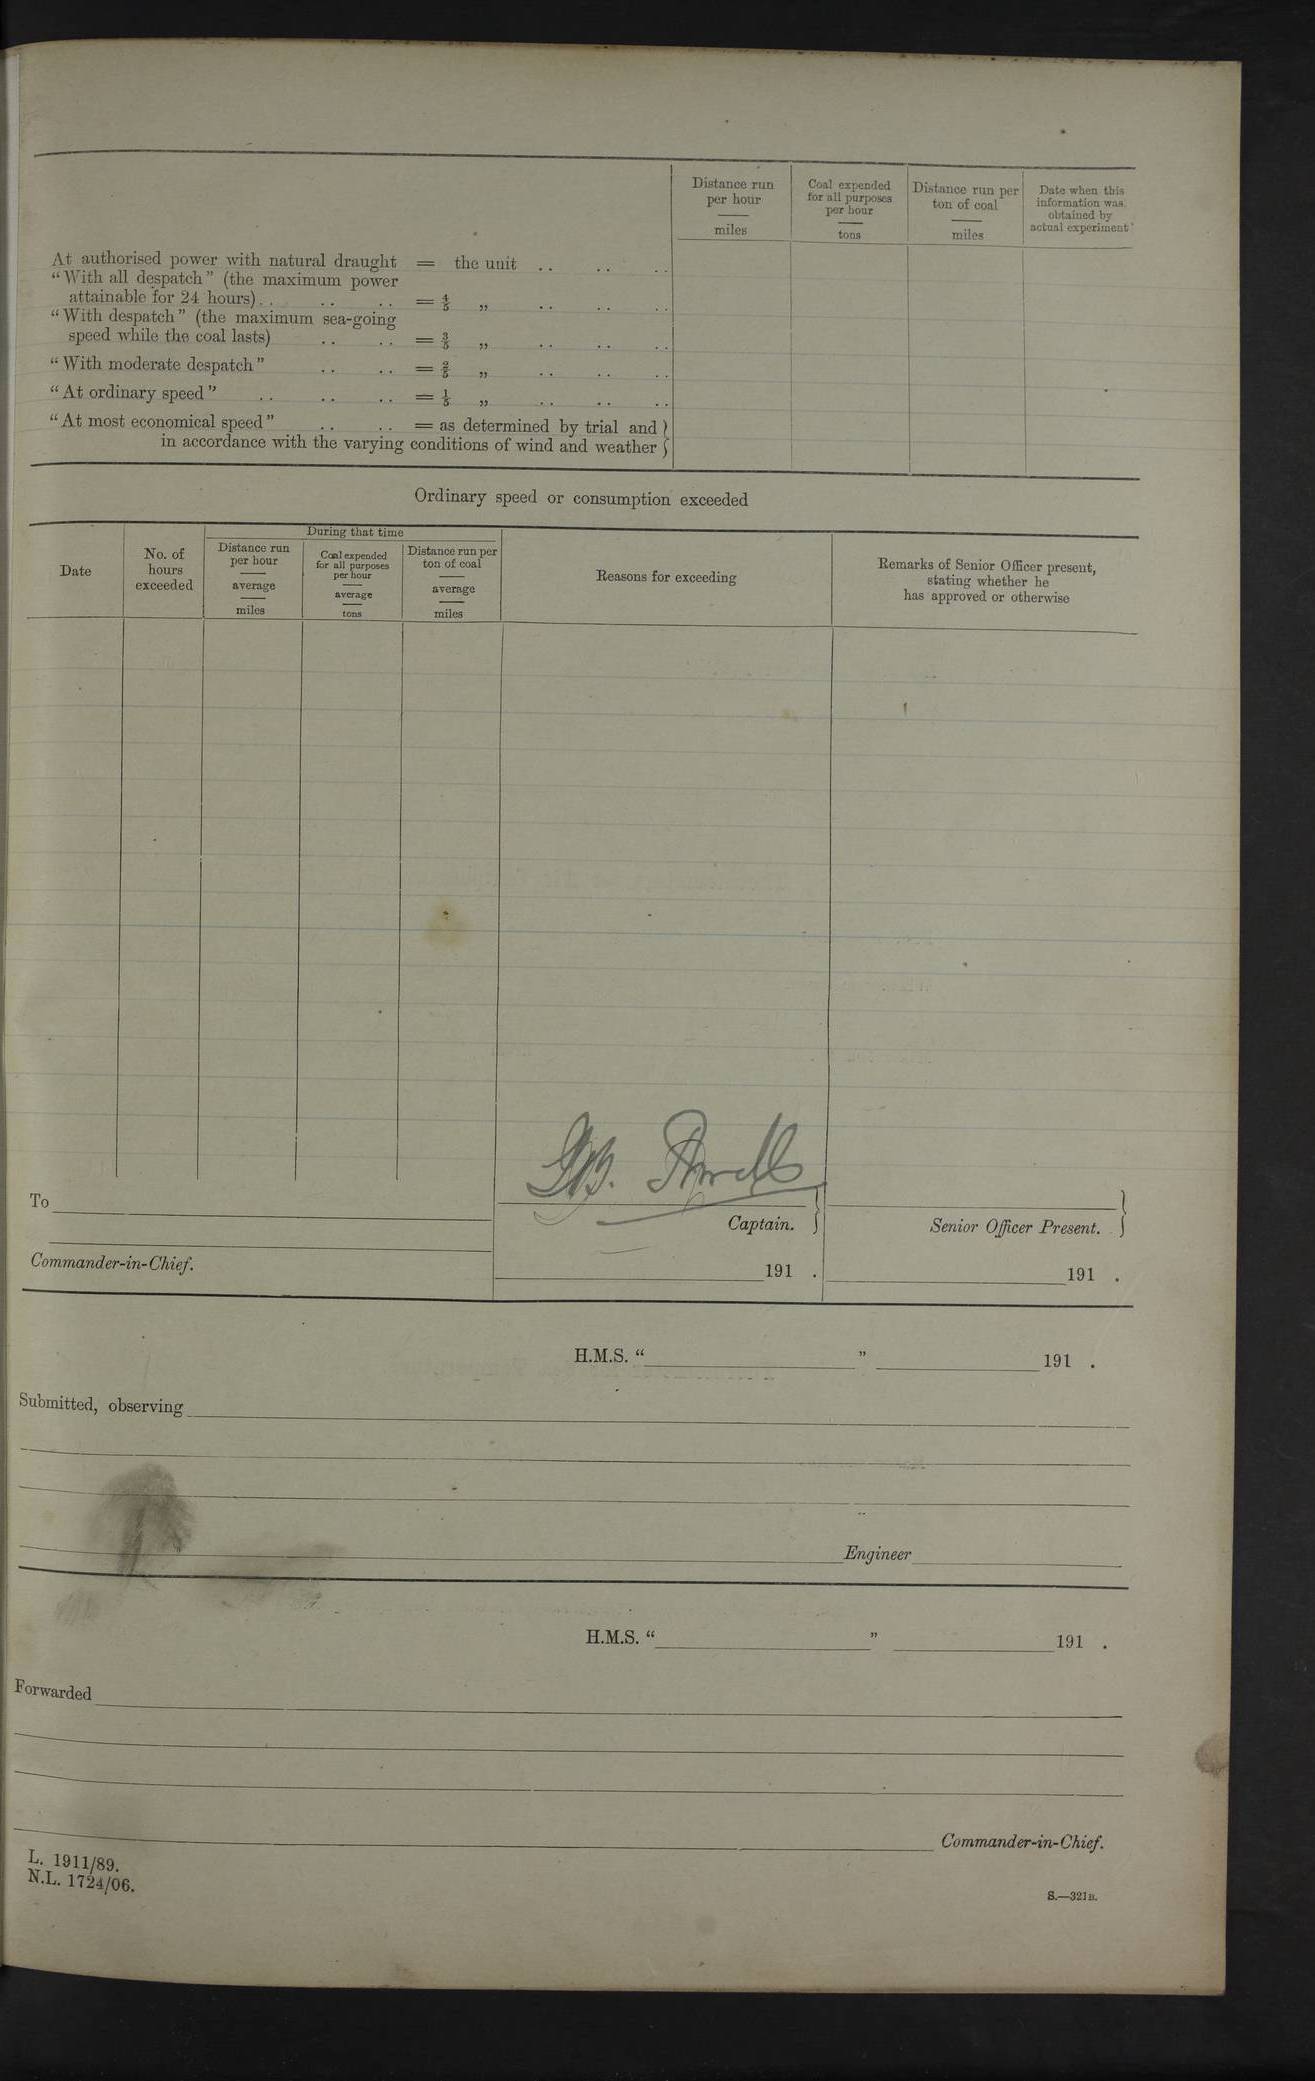 Distance run
per hour
miles
Coal expended
for all purposes
per hour
tons
Distance run per
ton of coal
miles
Date when this
information was
obtained by
actual experiment
At authorised power with natural draught = the unit .. .. ..
"With all despatch" (the maximum power
attainable for 24 hours).. .. .. = 4/5 „ .. .. ..
"With despatch" (the maximum sea-going
speed while the coal lasts) .. .. = 3/5 „ .. .. ..
"With moderate despatch" .. .. = 2/5 „ .. .. ..
"At ordinary speed" .. .. .. = 1/5 „ .. .. ..
"At most economical speed" .. .. = as determined by trial and }
in accordance with the varying conditions of wind and weather }
Ordinary speed or consumption exceeded
Date
No. of
hours
exceeded
During that time
Distance run
per hour
average
miles
Coal expended
for all purposes
per hour
average
tons
Distance run per
ton of coal
average
miles
Reasons for exceeding
Remarks of Senior Officer present,
stating whether he
has approved or otherwise
To
Captain. }
Senior Officer Present. }
Commander-in-Chief.
191 .
191 .
H.M.S. " " 191 .
Submitted, observing
Engineer
H.M.S. " " 191 .
Forwarded
Commander-in-Chief.
L. 1911/89.
N.L. 1724/06.
S.—321B.